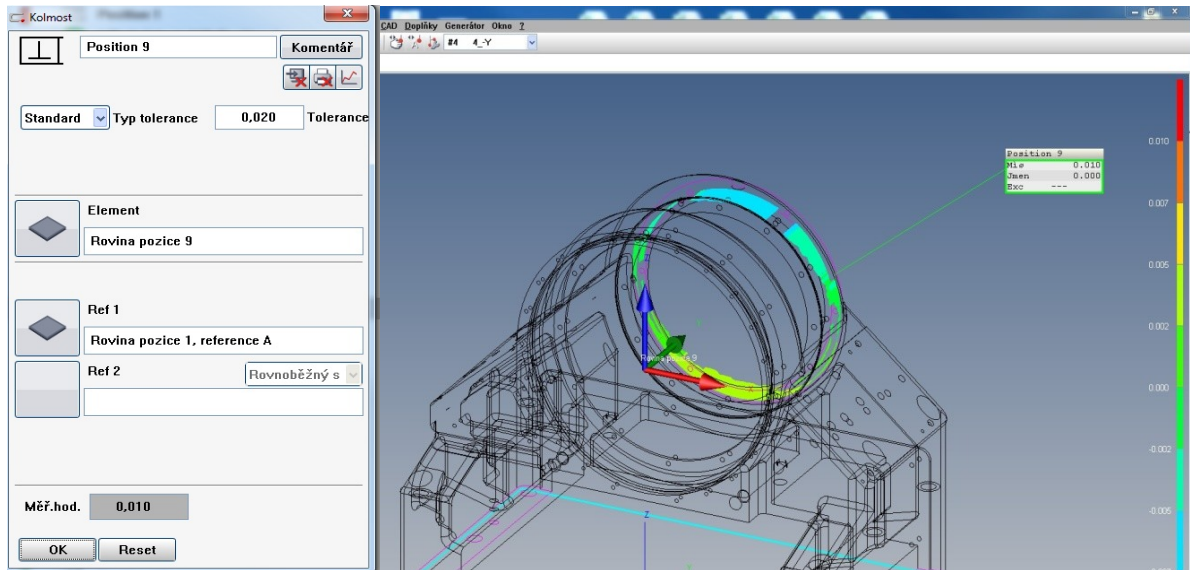 Kolmost
Position 9
Komentář
Standard
Typ tolerance
0,020
Tolerance
Element
Rovina pozice 9
Ref 1
Rovina pozice 1, reference A
Ref 2
Rovnoběžný s
Měř.hod.
0,010
OK
Reset
CAD Doplňky Generátor Okno ?
#4 4_-Y
Position 9
Mìø 0.010
Jmen 0.000
Exc ---
Rovina pozice 9
Z
0.010
0.007
0.005
0.002
0.000
-0.002
-0.005